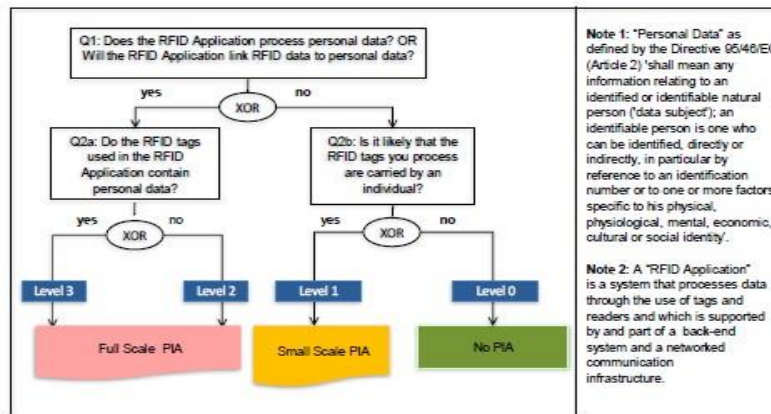 Q1: Does the RFID Application process personal data? OR
Will the RFID Application link RFID data to personal data?
yes
no
XOR
Q2a: Do the RFID tags
used in the RFID
Application contain
personal data?
Q2b: Is it likely that the
RFID tags you process
are carried by an
individual?
yes
no
XOR
yes
no
XOR
Level 3
Level 2
Level 1
Level 0
Full Scale PIA
Small Scale PIA
No PIA
Note 1: "Personal Data" as
defined by the Directive 95/46/E
(Article 2) 'shall mean any
information relating to an
identified or identifiable natural
person ('data subject'); an
identifiable person is one who
can be identified, directly or
indirectly, in particular by
reference to an identification
number or to one or more factors
specific to his physical,
physiological, mental, economic,
cultural or social identity'.
Note 2: A "RFID Application"
is a system that processes data
through the use of tags and
readers and which is supported
by and part of a back-end
system and a networked
communication
infrastructure.